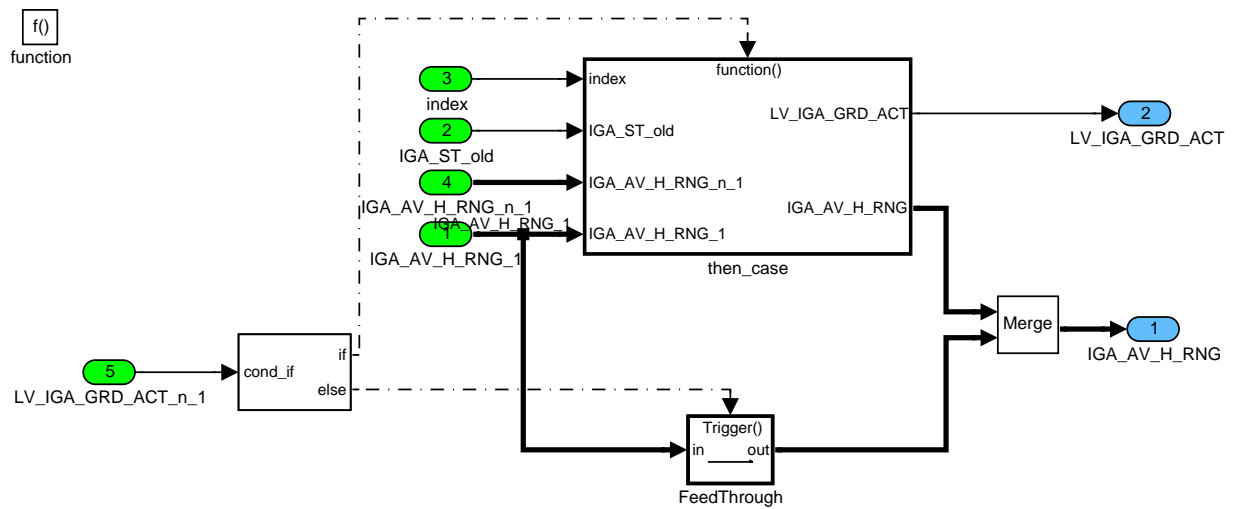 f()
function
3
index
2
IGA_ST_old
4
IGA_AV_H_RNG_n_1
IGA_AV_H_RNG_1
1
IGA_AV_H_RNG_1
function()
index
IGA_ST_old
IGA_AV_H_RNG_n_1
IGA_AV_H_RNG_1
LV_IGA_GRD_ACT
IGA_AV_H_RNG
then_case
2
LV_IGA_GRD_ACT
Merge
1
IGA_AV_H_RNG
5
LV_IGA_GRD_ACT_n_1
cond_if
if
else
Trigger()
in
out
FeedThrough